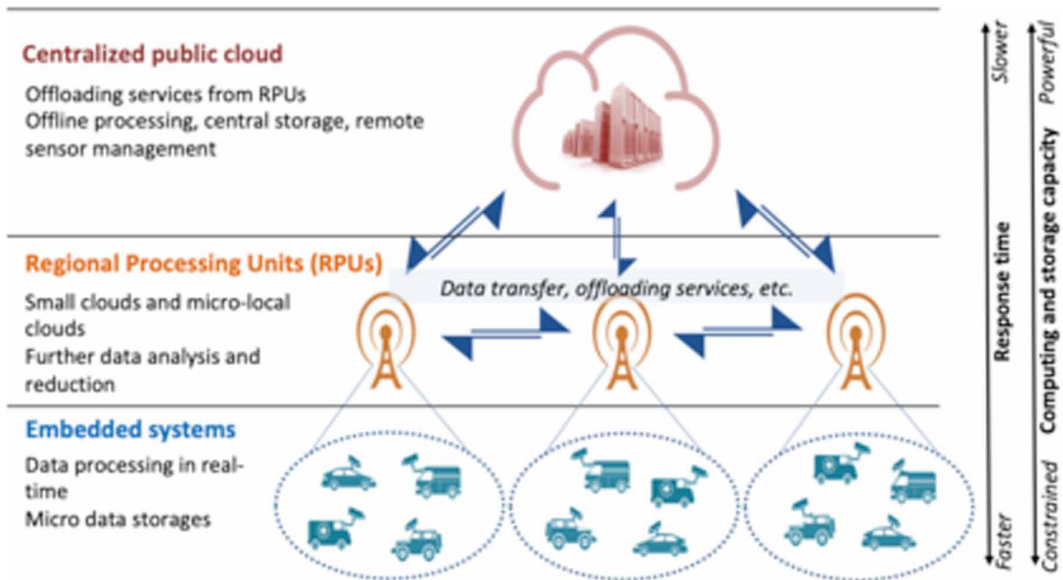 Centralized public cloud
Offloading services from RPUs
Offline processing, central storage, remote
sensor management
Regional Processing Units (RPUs)
Small clouds and micro-local
clouds
Further data analysis and
reduction
Data transfer, offloading services, etc.
Embedded systems
Data processing in real-
time
Micro data storages
Slower
Response time
Faster
Powerful
Computing and storage capacity
Constrained